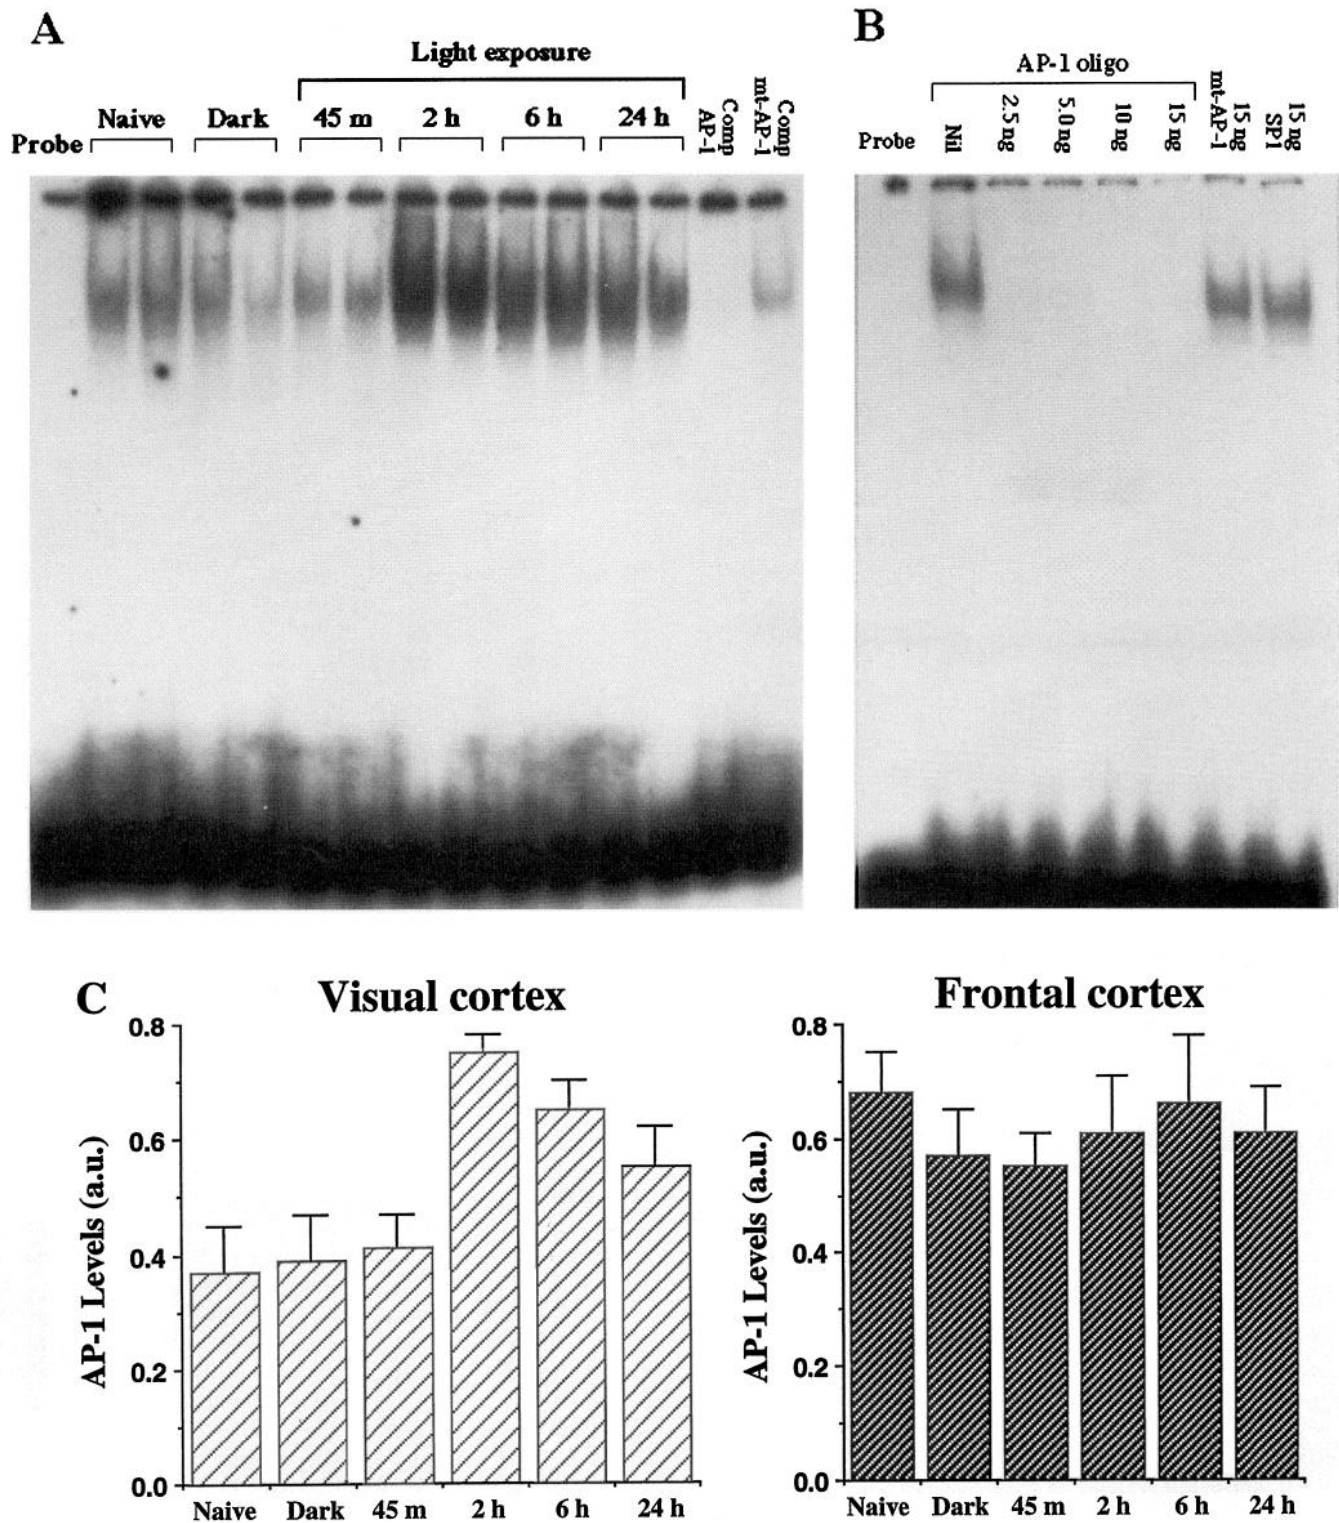 A
Light exposure
Probe
Naive
Dark
45 m
2 h
6 h
24 h
Comp
AP-1
Comp
mt-AP-1
B
AP-1 oligo
Probe
Nil
2.5 ng
5.0 ng
10 ng
15 ng
15 ng
mt-AP-1
15 ng
SP1
C
Visual cortex
AP-1 Levels (a.u.)
0.8
0.6
0.4
0.2
0.0
Naive
Dark
45 m
2 h
6 h
24 h
Frontal cortex
AP-1 Levels (a.u.)
0.8
0.6
0.4
0.2
0.0
Naive
Dark
45 m
2 h
6 h
24 h